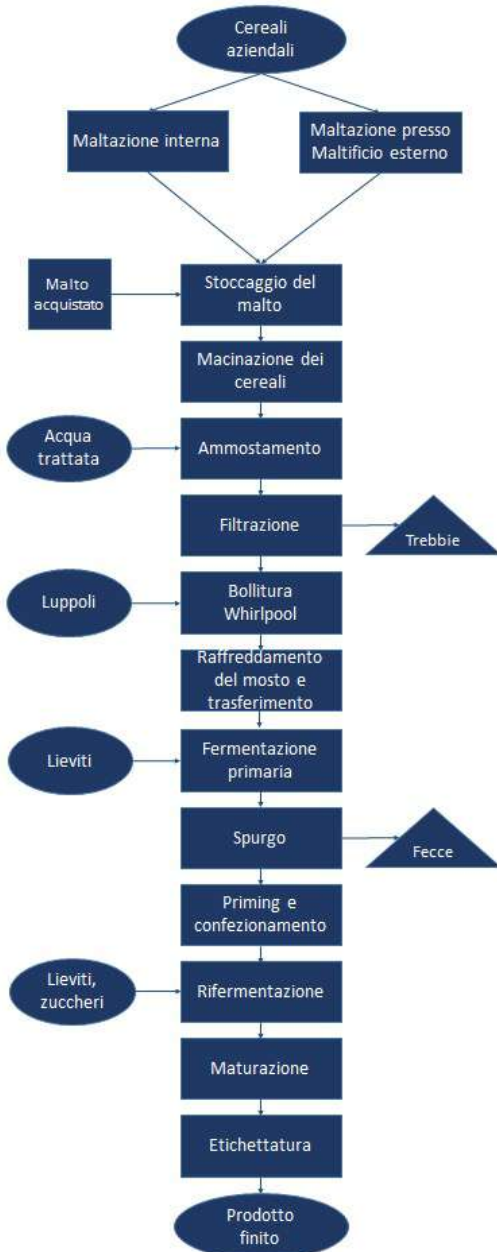 Cereali
aziendali
Maltazione interna
Maltazione presso
Maltificio esterno
Malto
acquistato
Stoccaggio del
malto
Macinazione dei
cereali
Acqua
trattata
Ammostamento
Filtrazione
Trebbie
Luppoli
Bollitura
Whirlpool
Raffreddamento
del mosto e
trasferimento
Lieviti
Fermentazione
primaria
Spurgo
Fecce
Priming e
confezionamento
Lieviti,
zuccheri
Rifermentazione
Maturazione
Etichettatura
Prodotto
finito